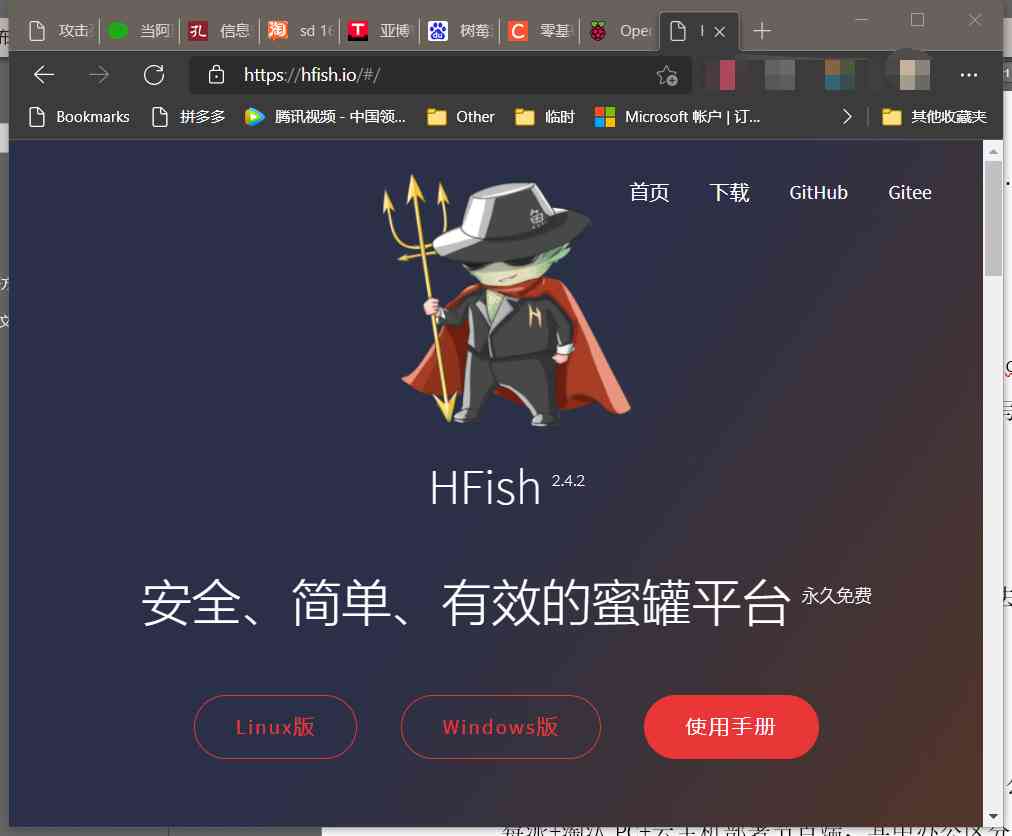 攻击
当阿
信息
sd 16
亚博
树莓
零基
Ope
https://hfish.io/#/
Bookmarks
拼多多
腾讯视频 - 中国领...
Other
临时
Microsoft 帐户 | 订...
其他收藏夹
首页
下载
GitHub
Gitee
魚
H
HFish 2.4.2
安全、简单、有效的蜜罐平台 永久免费
Linux版
Windows版
使用手册